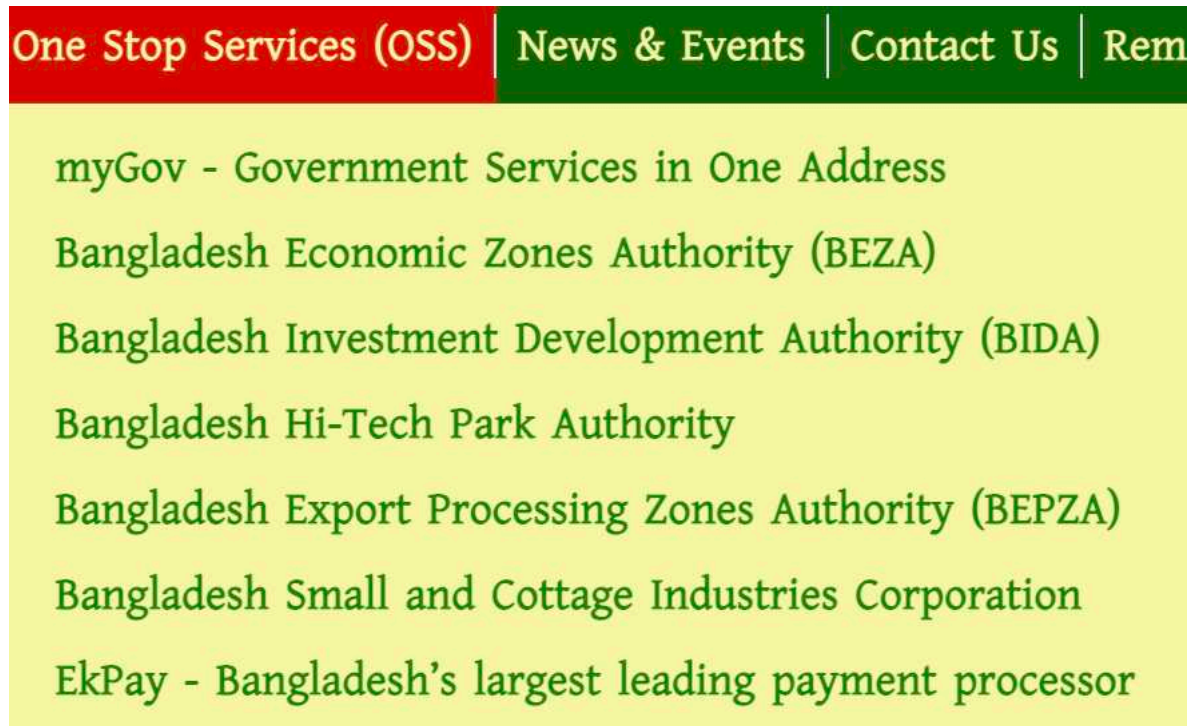 One Stop Services (OSS) News & Events Contact Us Rem
myGov - Government Services in One Address
Bangladesh Economic Zones Authority (BEZA)
Bangladesh Investment Development Authority (BIDA)
Bangladesh Hi-Tech Park Authority
Bangladesh Export Processing Zones Authority (BEPZA)
Bangladesh Small and Cottage Industries Corporation
EkPay - Bangladesh’s largest leading payment processor